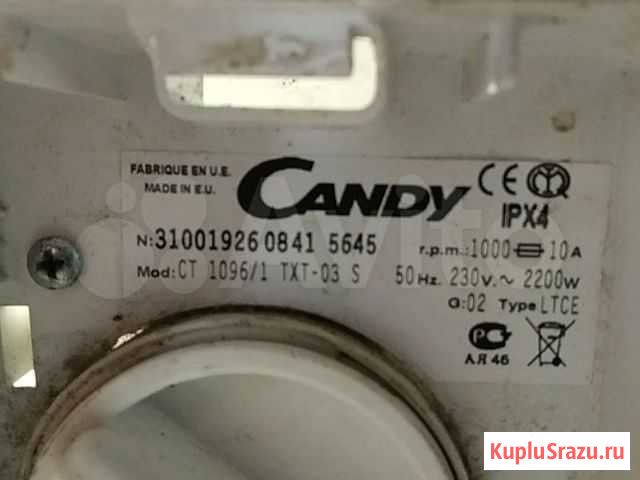 FABRIQUE EN U.E.
MADE IN E.U.
CANDY
CE
IPX4
N:31001926 0841 5645
r.p.m.:1000 10A
Mod:CT 1096/1 TXT-03 S
50Hz. 230V.~ 2200W
G:02 Type LTCE
АЯ 46
Avito
KupluSrazu.ru